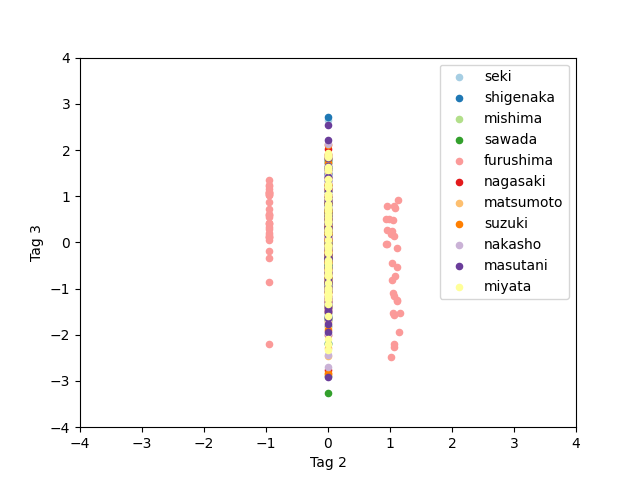 4
3
2
1
0
−1
−2
−3
−4
Tag 3
−4 −3 −2 −1 0 1 2 3 4
Tag 2
seki
shigenaka
mishima
sawada
furushima
nagasaki
matsumoto
suzuki
nakasho
masutani
miyata